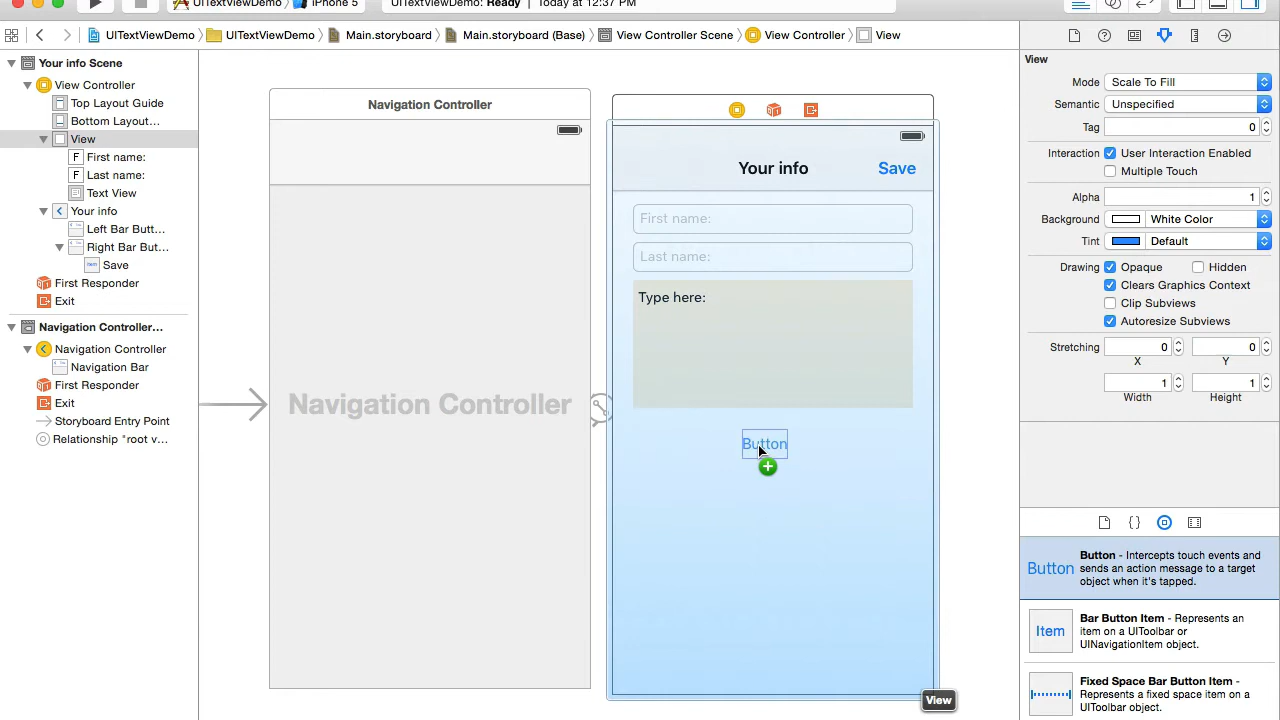 UITextViewDemo iPhone 5 UITextViewDemo: Ready Today at 12:37 PM
UITextViewDemo UITextViewDemo Main.storyboard Main.storyboard (Base) View Controller Scene View Controller View
Your info Scene
View Controller
Top Layout Guide
Bottom Layout...
View
F First name:
F Last name:
Text View
Your info
Left Bar Butt...
Right Bar But...
Save
First Responder
Exit
Navigation Controller...
Navigation Controller
Navigation Bar
First Responder
Exit
Storyboard Entry Point
Relationship "root v...
Navigation Controller
Navigation Controller
Your info Save
First name:
Last name:
Type here:
Button
View
View
Mode Scale To Fill
Semantic Unspecified
Tag 0
Interaction User Interaction Enabled
Multiple Touch
Alpha 1
Background White Color
Tint Default
Drawing Opaque Hidden
Clears Graphics Context
Clip Subviews
Autoresize Subviews
Stretching 0 0
X Y
1 1
Width Height
Button Button - Intercepts touch events and
sends an action message to a target
object when it's tapped.
Item Bar Button Item - Represents an
item on a UIToolbar or
UINavigationItem object.
Fixed Space Bar Button Item -
Represents a fixed space item on a
UIToolbar object.